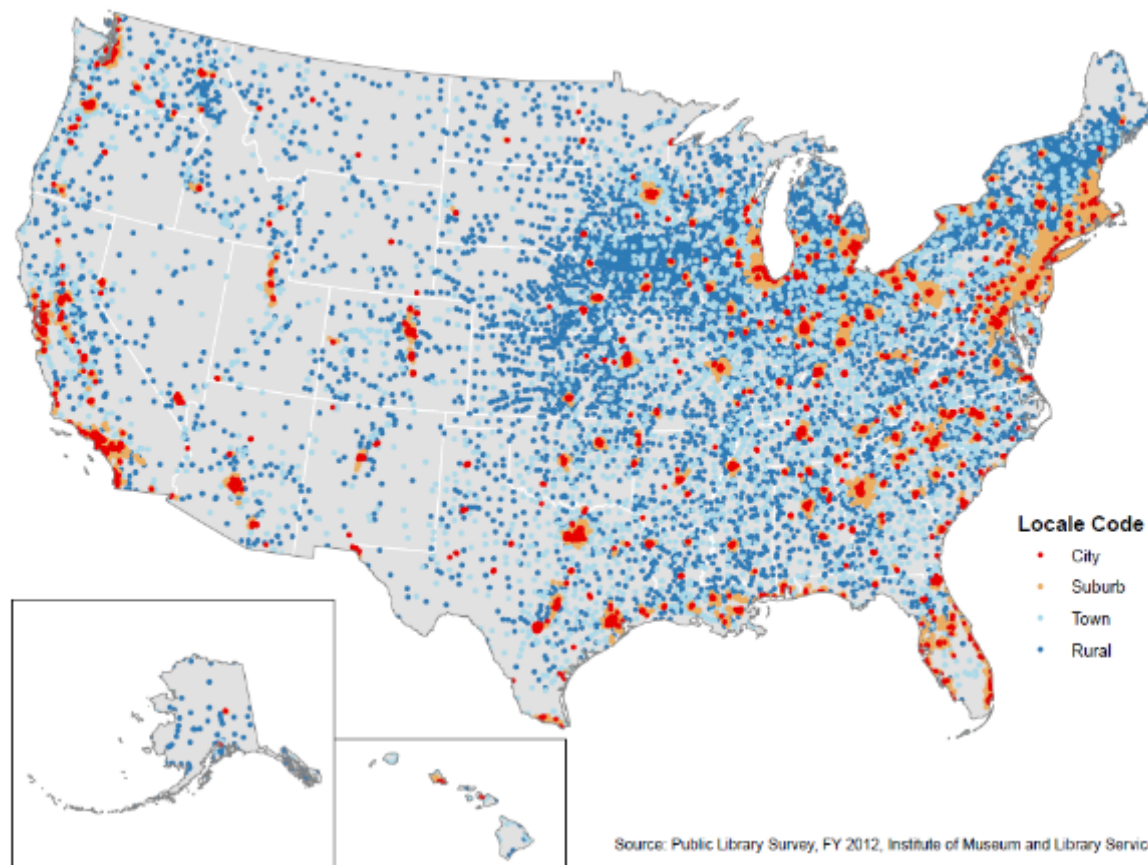 Locale Code
City
Suburb
Town
Rural
Source: Public Library Survey, FY 2012, Institute of Museum and Library Servic